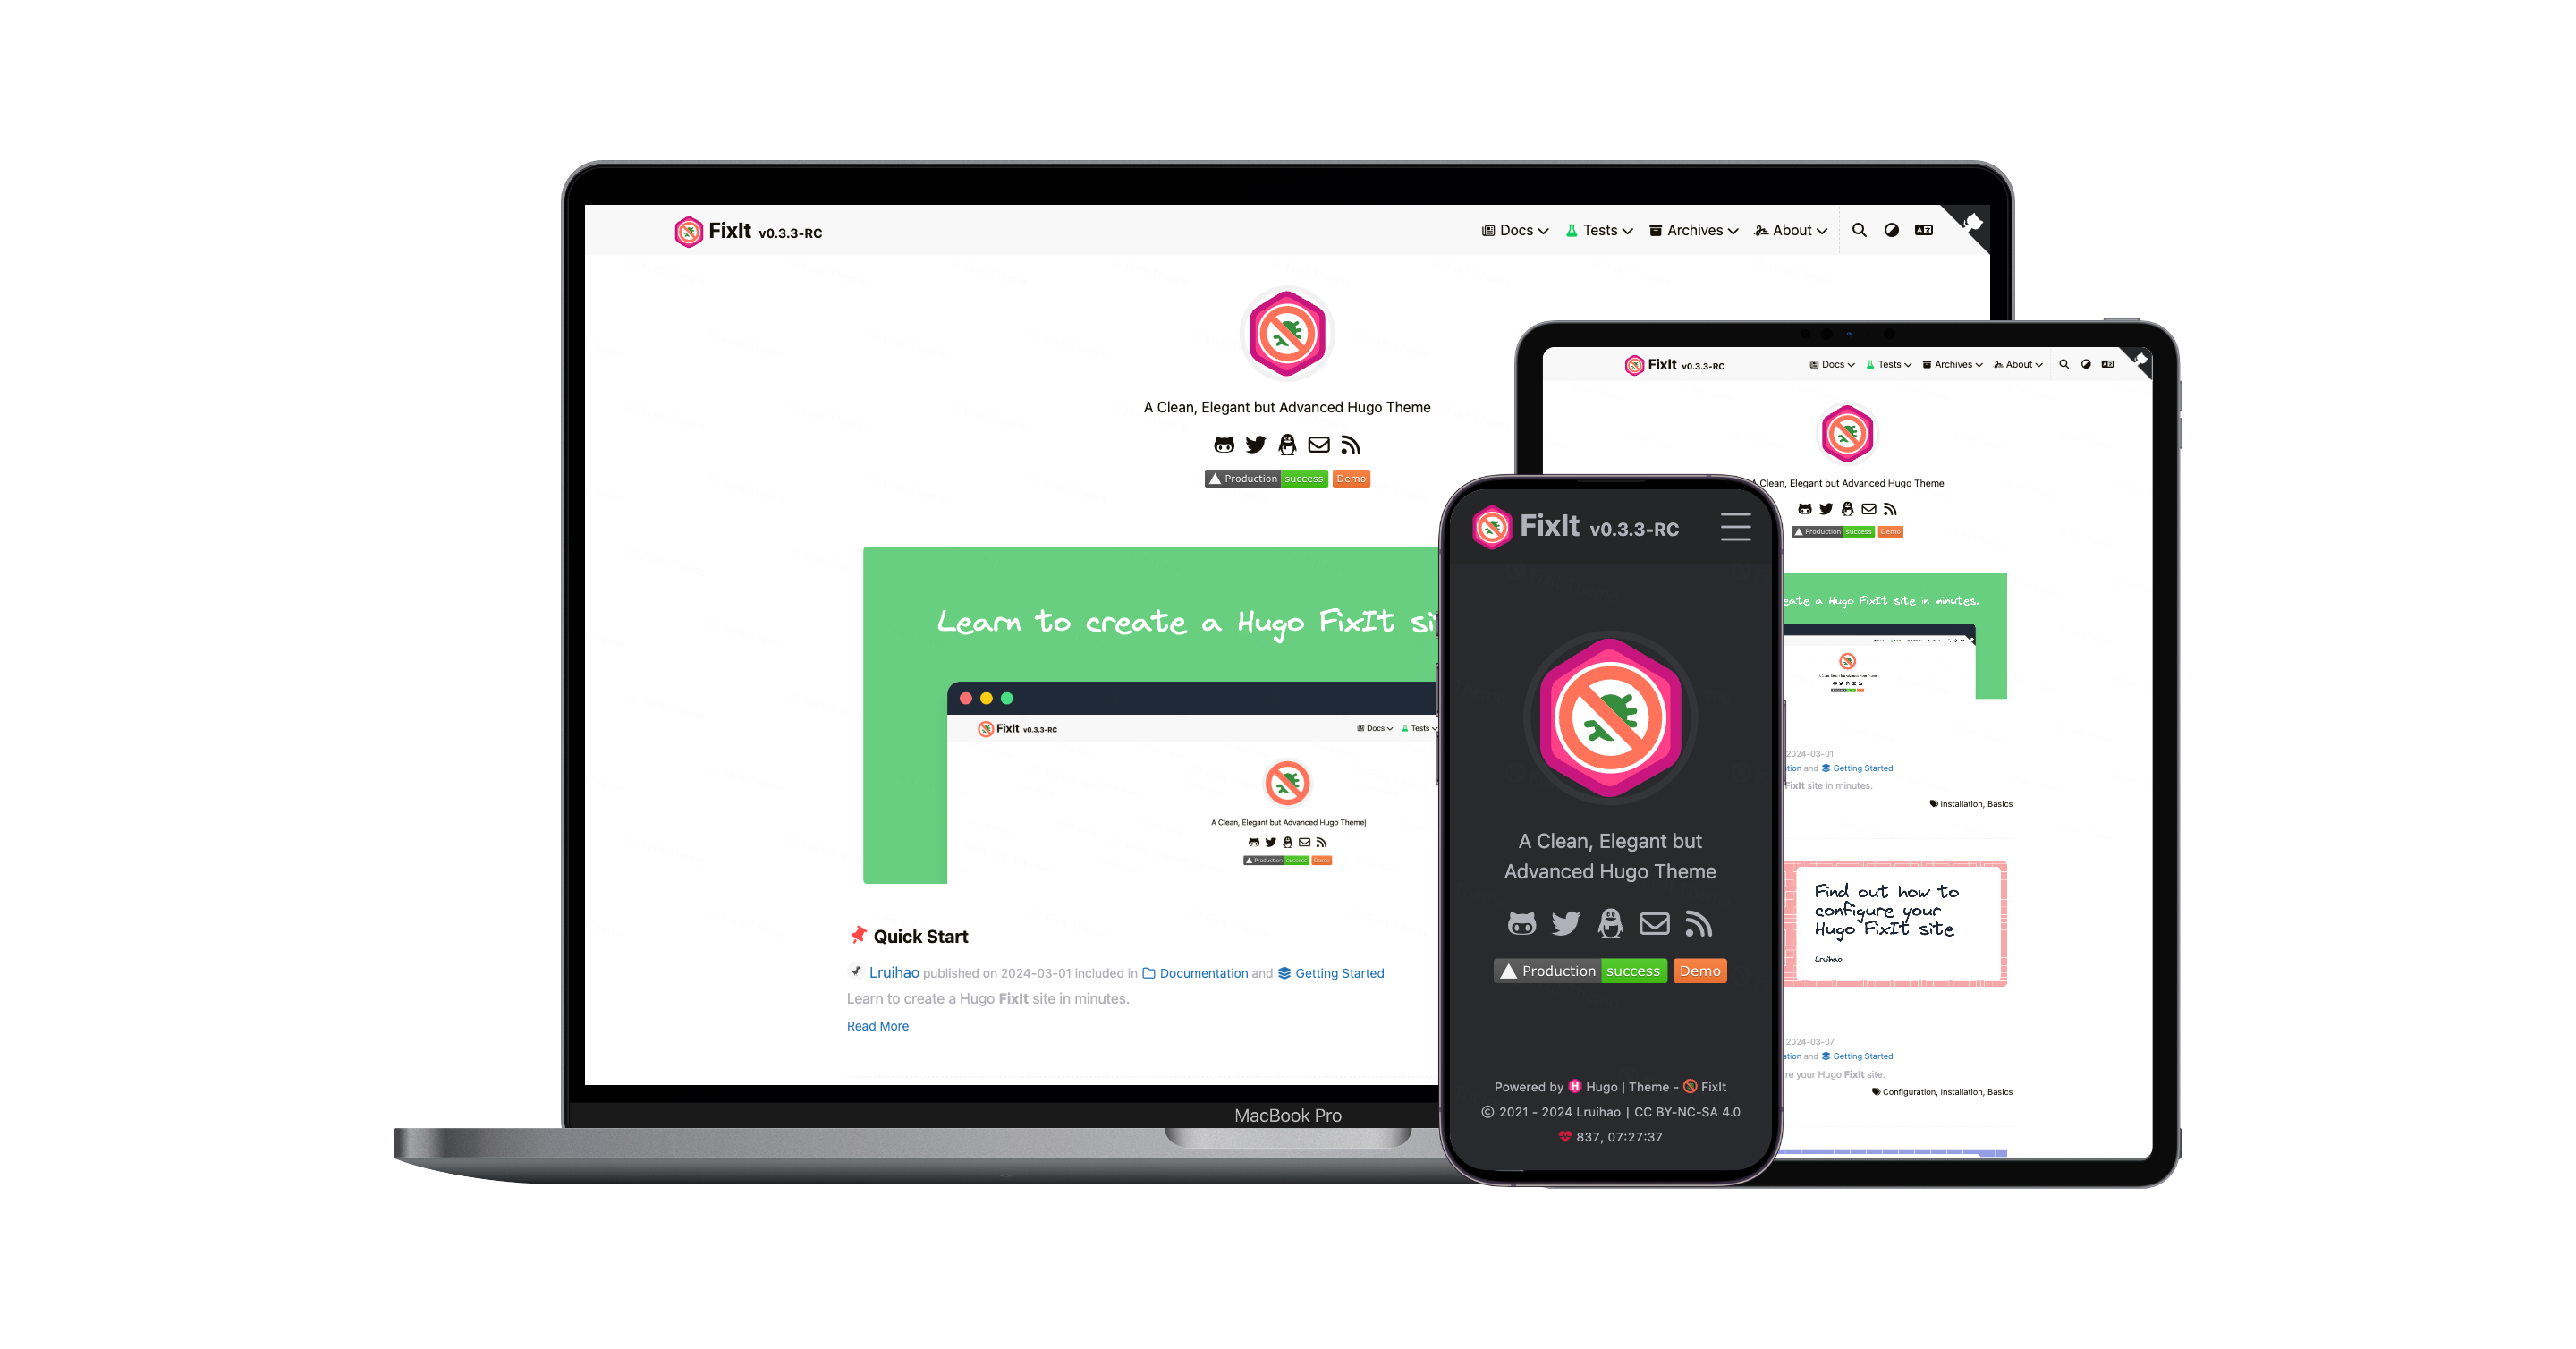 FixIt v0.3.3-RC
Docs Tests Archives About
A Clean, Elegant but Advanced Hugo Theme
Production success Demo
Learn to create a Hugo FixIt
FixIt v0.3.3-RC
Docs Tests
A Clean, Elegant but Advanced Hugo Theme
Production success Demo
Quick Start
Lruihao published on 2024-03-01 included in Documentation and Getting Started
Learn to create a Hugo FixIt site in minutes.
Read More
MacBook Pro
FixIt v0.3.3-RC
Docs Tests Archives About
A Clean, Elegant but Advanced Hugo Theme
Production success Demo
a Hugo FixIt site in minutes.
2024-03-01
and Getting Started
FixIt site in minutes.
Installation, Basics
Find out how to
configure your
Hugo FixIt site
Lruihao
2024-03-07
and Getting Started
your Hugo FixIt site.
Configuration, Installation, Basics
FixIt v0.3.3-RC
A Clean, Elegant but
Advanced Hugo Theme
Production success Demo
Powered by Hugo | Theme - FixIt
© 2021 - 2024 Lruihao | CC BY-NC-SA 4.0
837, 07:27:37